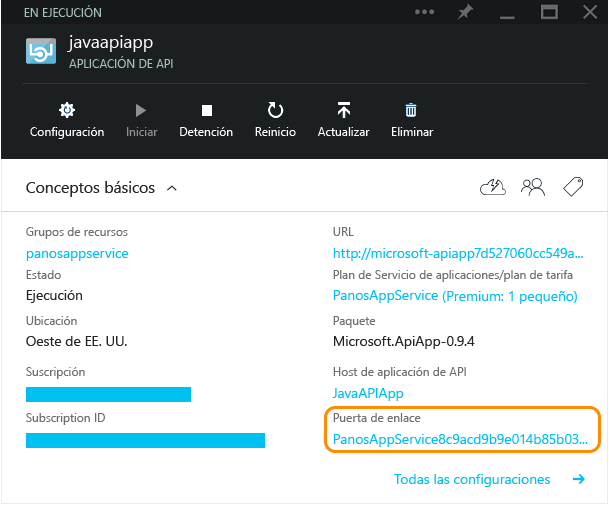 EN EJECUCIÓN
javaapiapp
APLICACIÓN DE API
Configuración
Iniciar
Detención
Reinicio
Actualizar
Eliminar
Conceptos básicos
Grupos de recursos
panosappservice
Estado
Ejecución
Ubicación
Oeste de EE. UU.
Suscripción
Subscription ID
URL
http://microsoft-apiapp7d527060cc549a...
Plan de Servicio de aplicaciones/plan de tarifa
PanosAppService (Premium: 1 pequeño)
Paquete
Microsoft.ApiApp-0.9.4
Host de aplicación de API
JavaAPIApp
Puerta de enlace
PanosAppService8c9acd9b9e014b85b03...
Todas las configuraciones